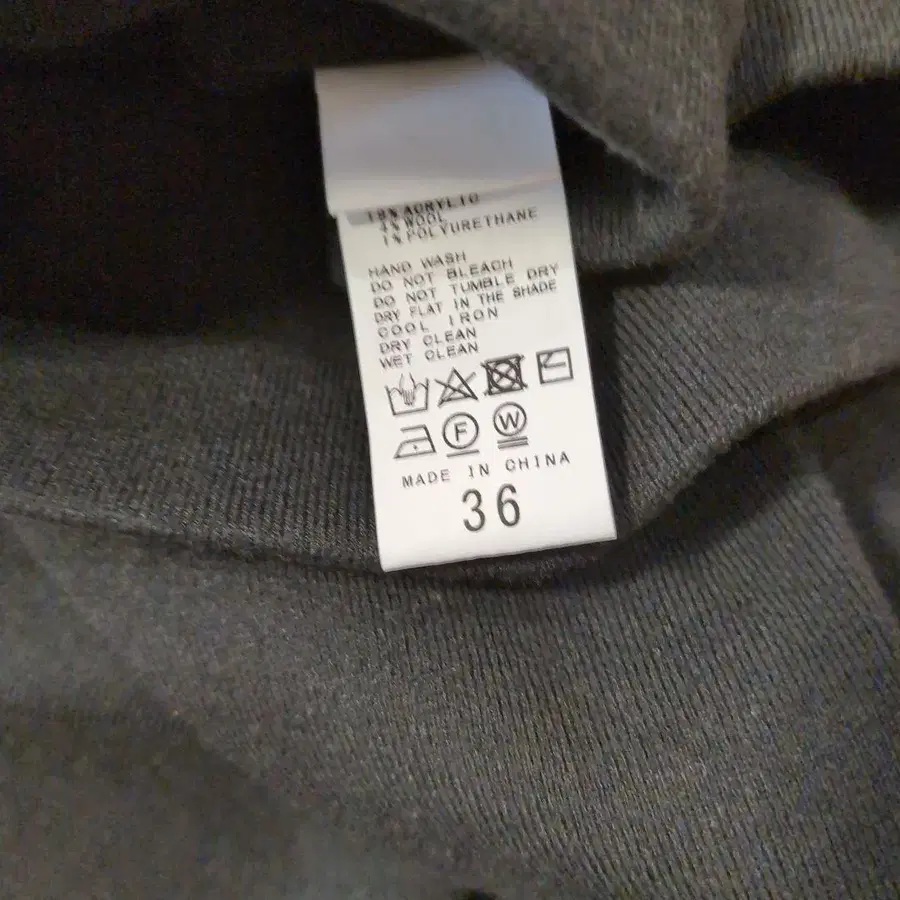 19% ACRYLIC
4% WOOL
1% POLYURETHANE
HAND WASH
DO NOT BLEACH
DO NOT TUMBLE DRY
DRY FLAT IN THE SHADE
COOL IRON
DRY CLEAN
WET CLEAN
F W
MADE IN CHINA
36